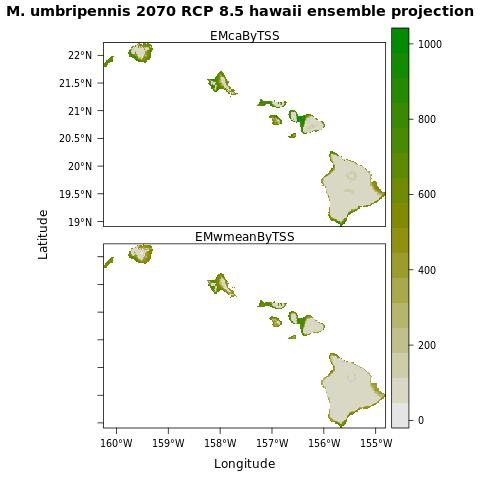 M. umbripennis 2070 RCP 8.5 hawaii ensemble projection
EMcaByTSS
22°N
21.5°N
21°N
20.5°N
20°N
19.5°N
19°N
EMwmeanByTSS
Latitude
160°W 159°W 158°W 157°W 156°W 155°W
Longitude
1000
800
600
400
200
0